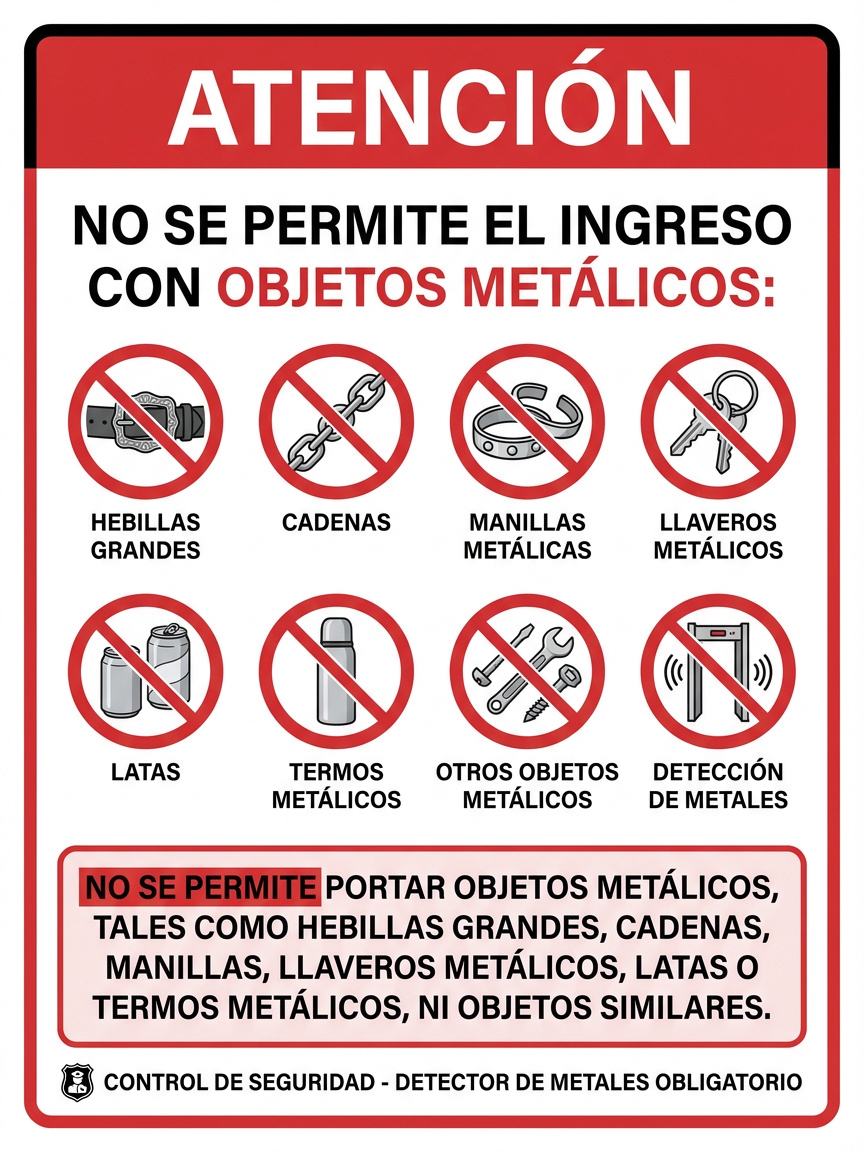 ATENCIÓN
NO SE PERMITE EL INGRESO
CON OBJETOS METÁLICOS:
HEBILLAS
GRANDES
CADENAS
MANILLAS
METÁLICAS
LLAVEROS
METÁLICOS
LATAS
TERMOS
METÁLICOS
OTROS OBJETOS
METÁLICOS
DETECCIÓN
DE METALES
NO SE PERMITE PORTAR OBJETOS METÁLICOS,
TALES COMO HEBILLAS GRANDES, CADENAS,
MANILLAS, LLAVEROS METÁLICOS, LATAS O
TERMOS METÁLICOS, NI OBJETOS SIMILARES.
CONTROL DE SEGURIDAD - DETECTOR DE METALES OBLIGATORIO